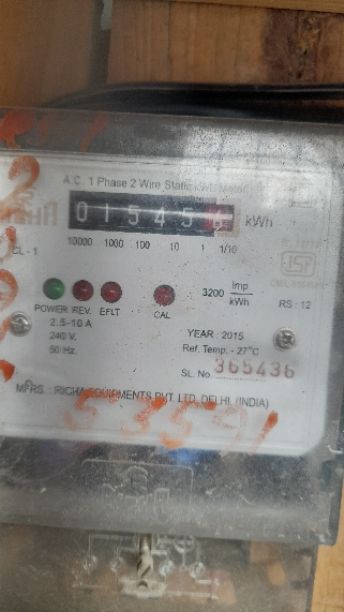 A.C. 1 Phase 2 Wire Static kWh Meter
01545 kWh
10000 1000 100 10 1 1/10
CL - 1
3200 Imp/kWh
RS : 12
POWER REV. EFLT CAL
2.5-10 A
240 V.
50 Hz.
YEARː 2015
Ref. Temp. - 27°C
SL. No. 365436
MFRS : RICHA EQUIPMENTS PVT. LTD. DELHI, (INDIA)
53591